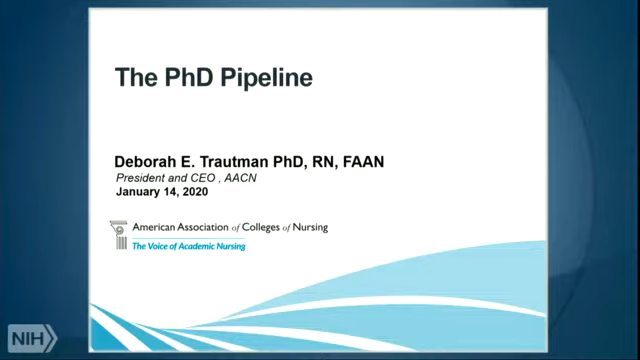 The PhD Pipeline
Deborah E. Trautman PhD, RN, FAAN
President and CEO , AACN
January 14, 2020
American Association of Colleges of Nursing
The Voice of Academic Nursing
NIH